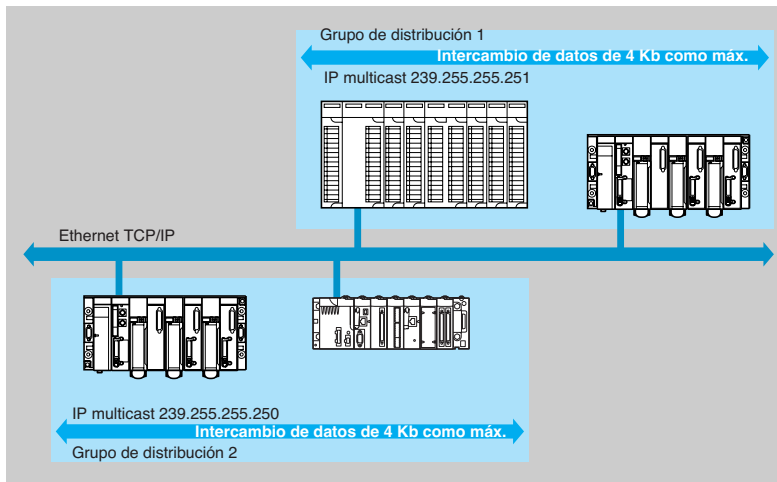 Grupo de distribución 1
Intercambio de datos de 4 Kb como máx.
IP multicast 239.255.255.251
Ethernet TCP/IP
IP multicast 239.255.255.250
Intercambio de datos de 4 Kb como máx.
Grupo de distribución 2